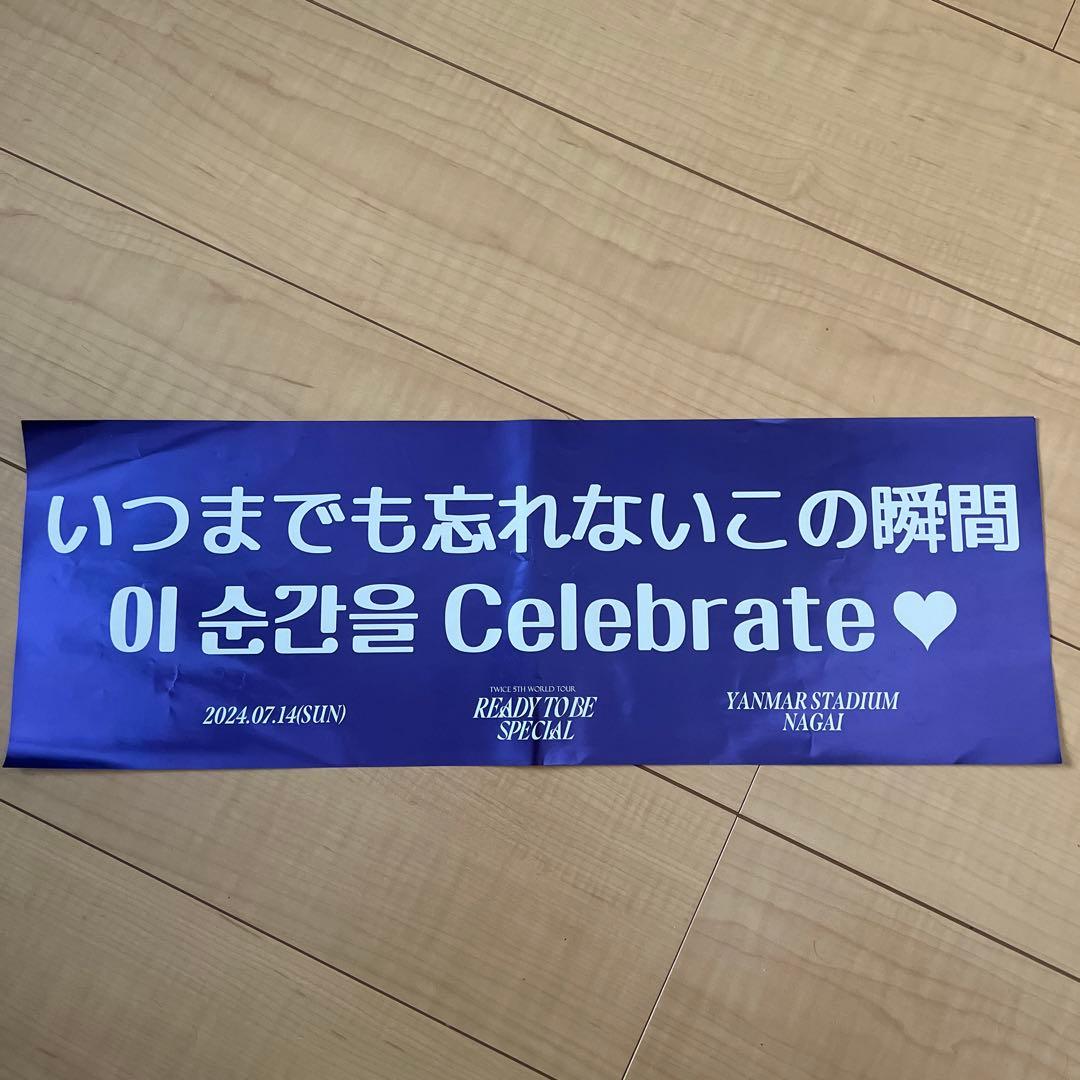 いつまでも忘れないこの瞬間
이 순간을 Celebrate ♥
2024.07.14(SUN)
TWICE 5TH WORLD TOUR
READY TO BE
SPECIAL
YANMAR STADIUM
NAGAI